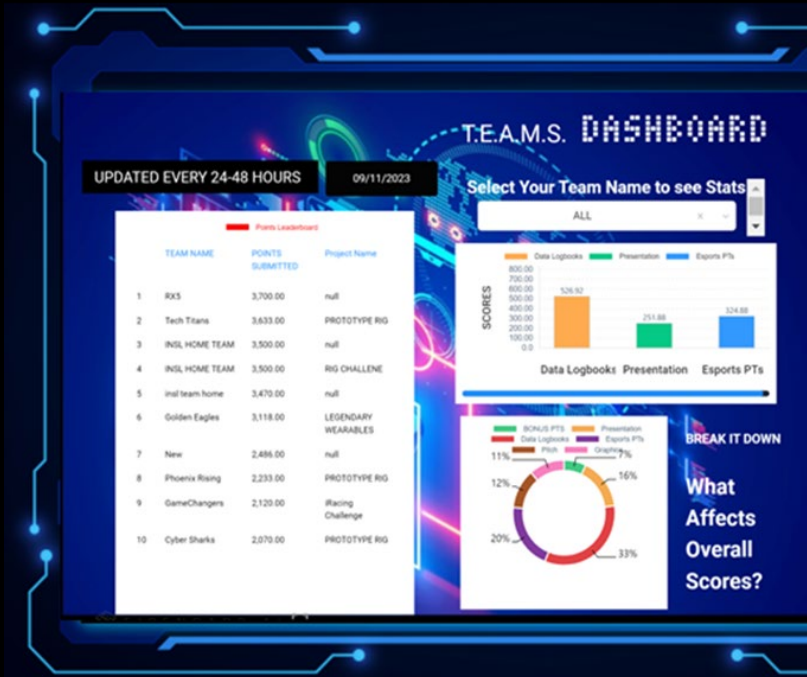 T.E.A.M.S. DASHBOARD
UPDATED EVERY 24-48 HOURS
09/11/2023
Select Your Team Name to see Stats
ALL
Points Leaderboard
TEAM NAME POINTS SUBMITTED Project Name
1 RX5 3,700.00 null
2 Tech Titans 3,633.00 PROTOTYPE RIG
3 INSL HOME TEAM 3,500.00 null
4 INSL HOME TEAM 3,500.00 RIG CHALLENE
5 insl team home 3,470.00 null
6 Golden Eagles 3,118.00 LEGENDARY WEARABLES
7 New 2,486.00 null
8 Phoenix Rising 2,233.00 PROTOTYPE RIG
9 GameChangers 2,120.00 iRacing Challenge
10 Cyber Sharks 2,070.00 PROTOTYPE RIG
Data Logbooks Presentation Esports PTs
SCORES
800.00
700.00
600.00
500.00
400.00
300.00
200.00
100.00
0.0
526.92
251.88
324.88
Data Logbooks Presentation Esports PTs
BONUS PTS Presentation
Data Logbooks Esports PTs
Pitch Graphics
11% 7%
12% 16%
20% 33%
BREAK IT DOWN
What
Affects
Overall
Scores?